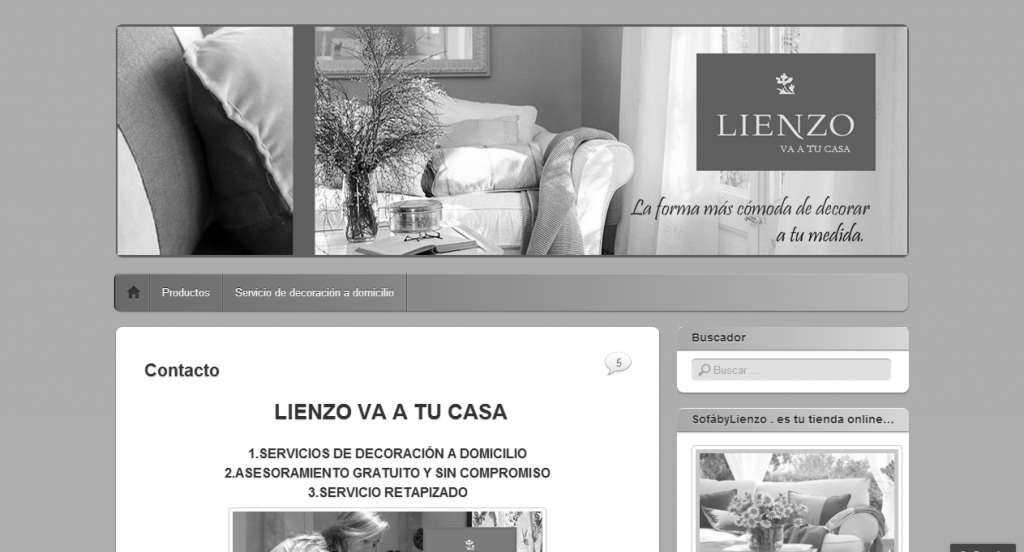 LIENZO
VA A TU CASA
La forma más cómoda de decorar
a tu medida.
Productos
Servicio de decoración a domicilio
Contacto
5
LIENZO VA A TU CASA
1.SERVICIOS DE DECORACIÓN A DOMICILIO
2.ASESORAMIENTO GRATUITO Y SIN COMPROMISO
3.SERVICIO RETAPIZADO
Buscador
Buscar ...
SofábyLienzo . es tu tienda online...